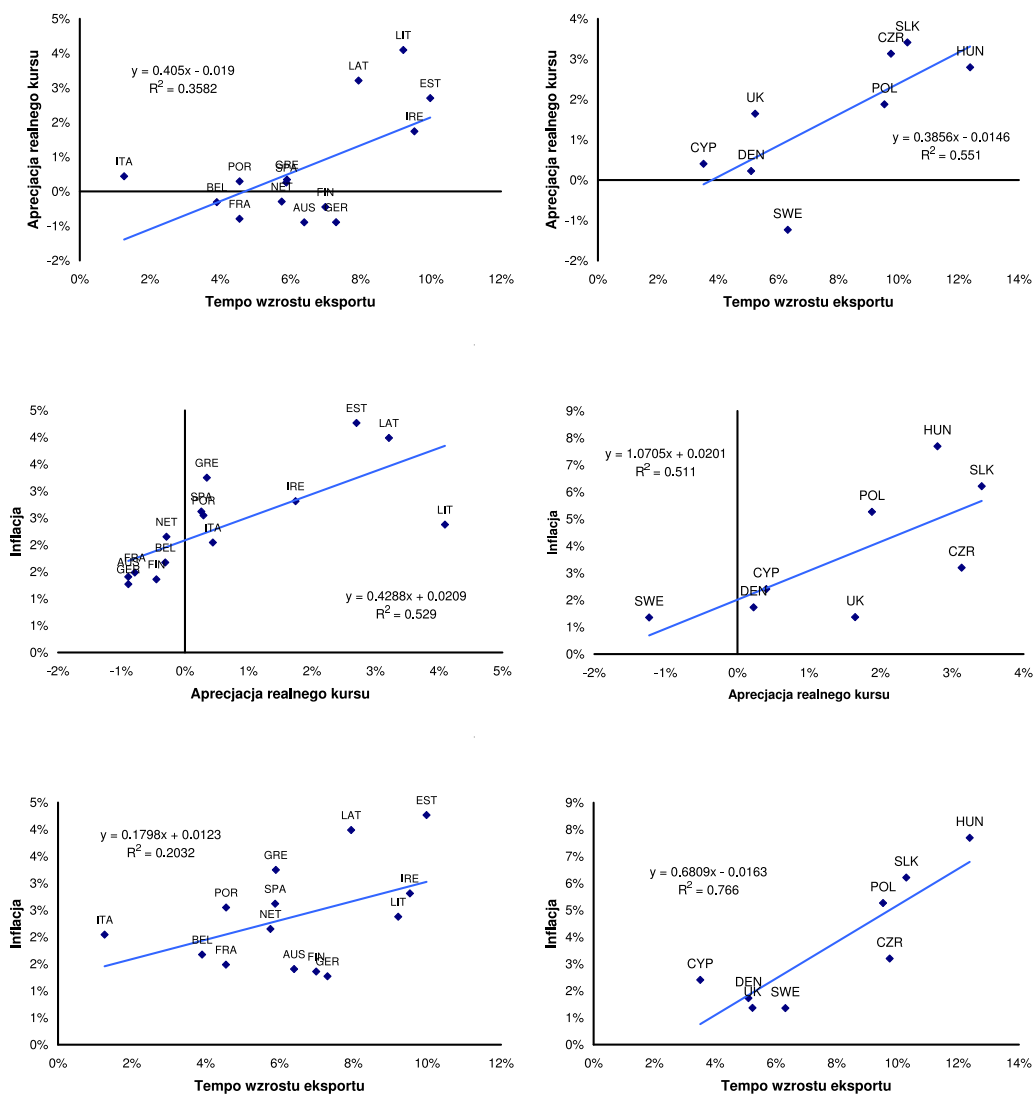 5%
4%
3%
2%
1%
0%
-1%
-2%
0%
2%
4%
6%
8%
10%
12%
Aprecjacja realnego kursu
Tempo wzrostu eksportu
y = 0.405x - 0.019
R2 = 0.3582
LIT
LAT
EST
IRE
ITA
POR
GRE
SPA
BEL
NET
FIN
FRA
AUS
GER
4%
3%
2%
1%
0%
-1%
-2%
0%
2%
4%
6%
8%
10%
12%
14%
Aprecjacja realnego kursu
Tempo wzrostu eksportu
y = 0.3856x - 0.0146
R2 = 0.551
SLK
CZR
HUN
POL
UK
CYP
DEN
SWE
5%
4%
4%
3%
3%
2%
2%
1%
1%
0%
-2%
-1%
0%
1%
2%
3%
4%
5%
Inflacja
Aprecjacja realnego kursu
y = 0.4288x + 0.0209
R2 = 0.529
EST
LAT
GRE
IRE
SPA
POR
LIT
NET
ITA
BEL
FRA
AUS
FIN
GER
9%
8%
7%
6%
5%
4%
3%
2%
1%
0%
-2%
-1%
0%
1%
2%
3%
4%
Inflacja
Aprecjacja realnego kursu
y = 1.0705x + 0.0201
R2 = 0.511
HUN
SLK
POL
CZR
CYP
DEN
SWE
UK
5%
4%
4%
3%
3%
2%
2%
1%
1%
0%
0%
2%
4%
6%
8%
10%
12%
Inflacja
Tempo wzrostu eksportu
y = 0.1798x + 0.0123
R2 = 0.2032
EST
LAT
GRE
IRE
POR
SPA
LIT
ITA
NET
BEL
FRA
AUS
FIN
GER
9%
8%
7%
6%
5%
4%
3%
2%
1%
0%
0%
2%
4%
6%
8%
10%
12%
14%
Inflacja
Tempo wzrostu eksportu
y = 0.6809x - 0.0163
R2 = 0.766
HUN
SLK
POL
CZR
CYP
DEN
UK
SWE